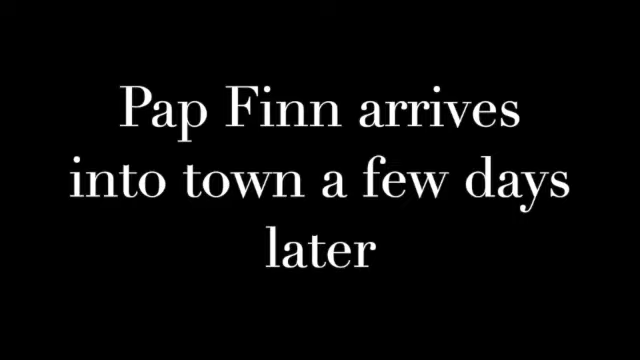 Pap Finn arrives
into town a few days
later